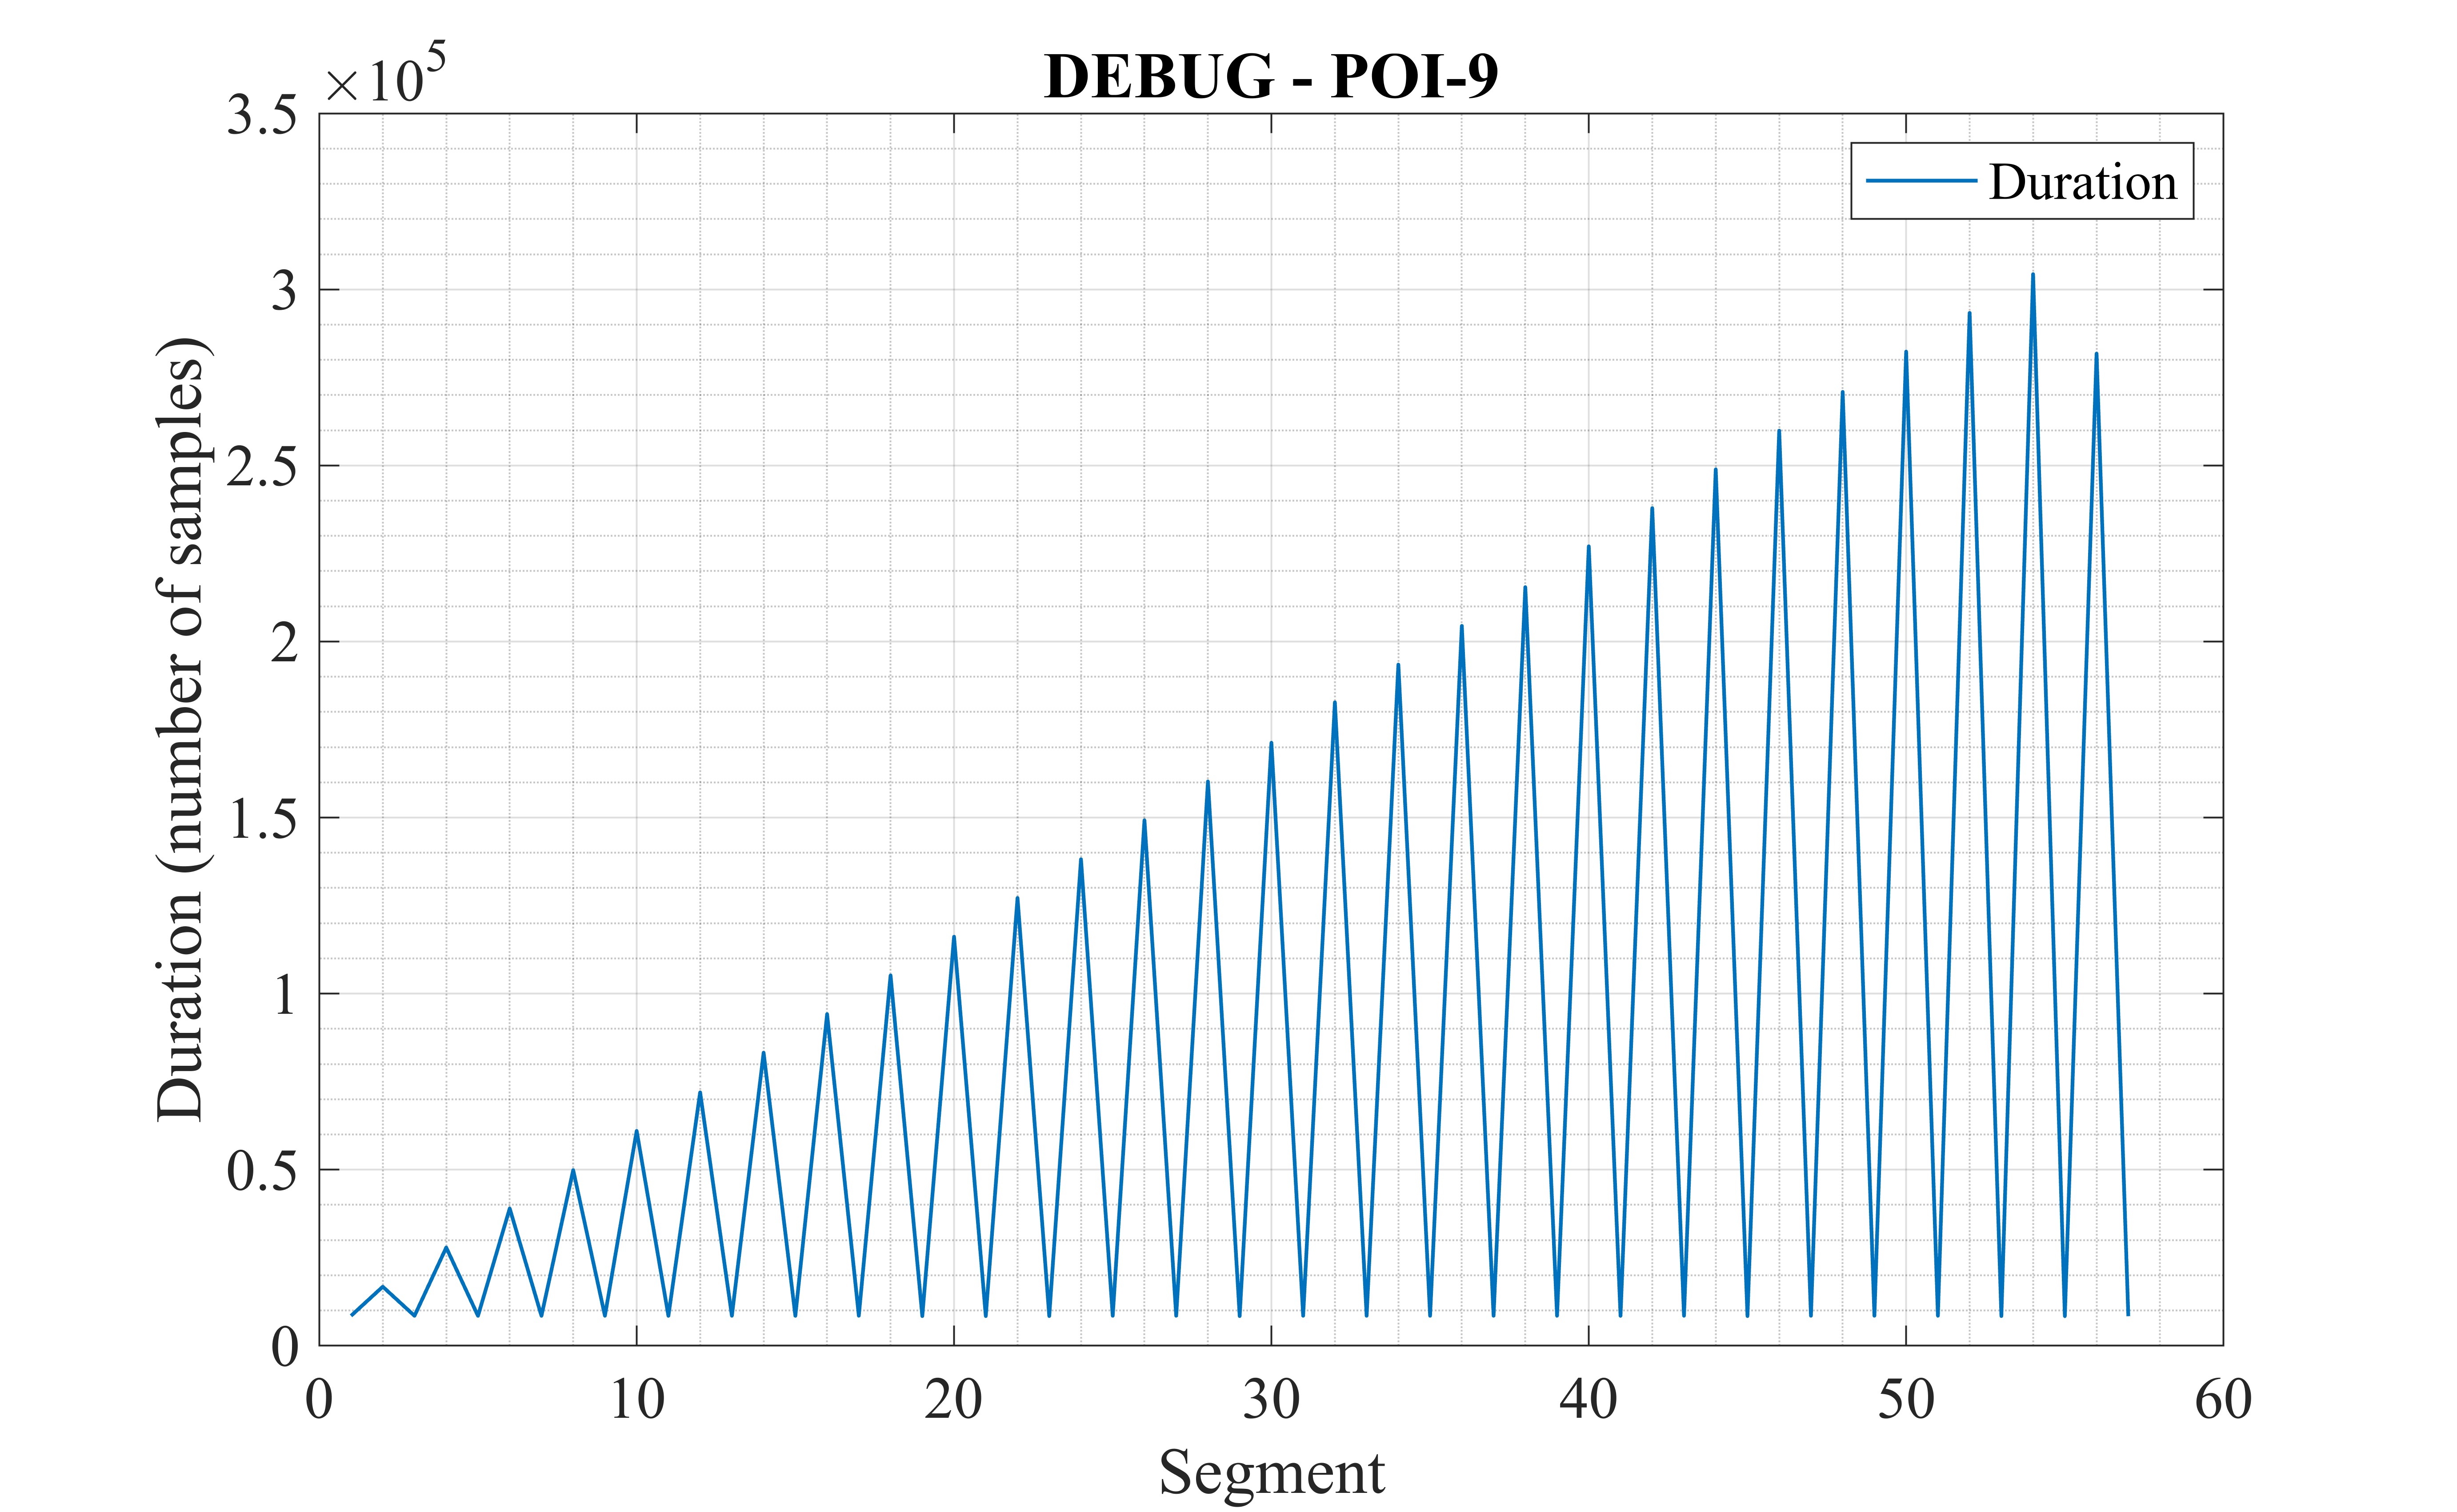 DEBUG - POI-9
×10^5
Duration
Duration (number of samples)
3.5
3
2.5
2
1.5
1
0.5
0
0 10 20 30 40 50 60
Segment